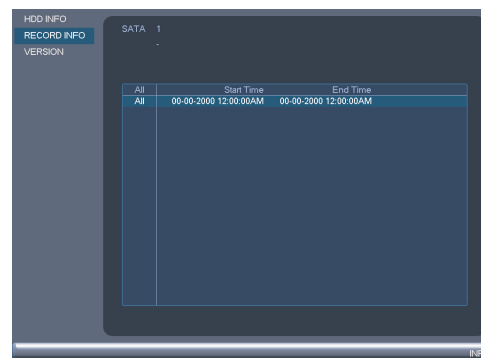 HDD INFO
RECORD INFO
VERSION
SATA 1
-
All Start Time End Time
All 00-00-2000 12:00:00AM 00-00-2000 12:00:00AM